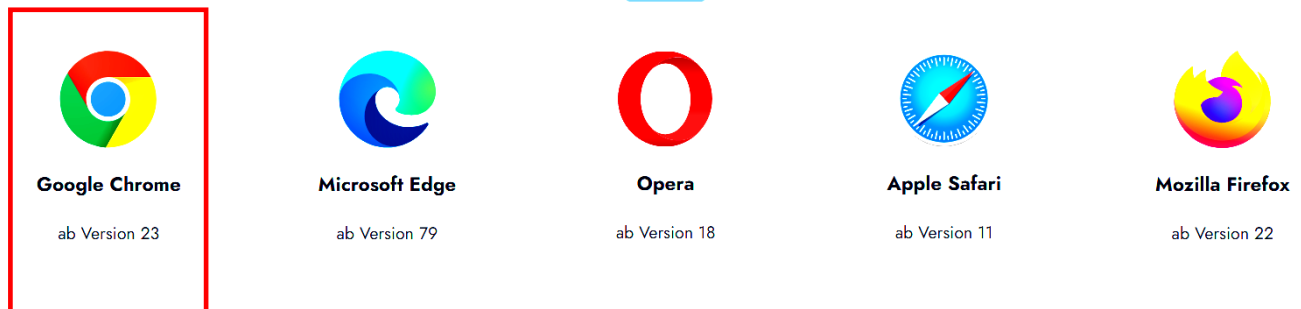 Google Chrome
ab Version 23
Microsoft Edge
ab Version 79
Opera
ab Version 18
Apple Safari
ab Version 11
Mozilla Firefox
ab Version 22